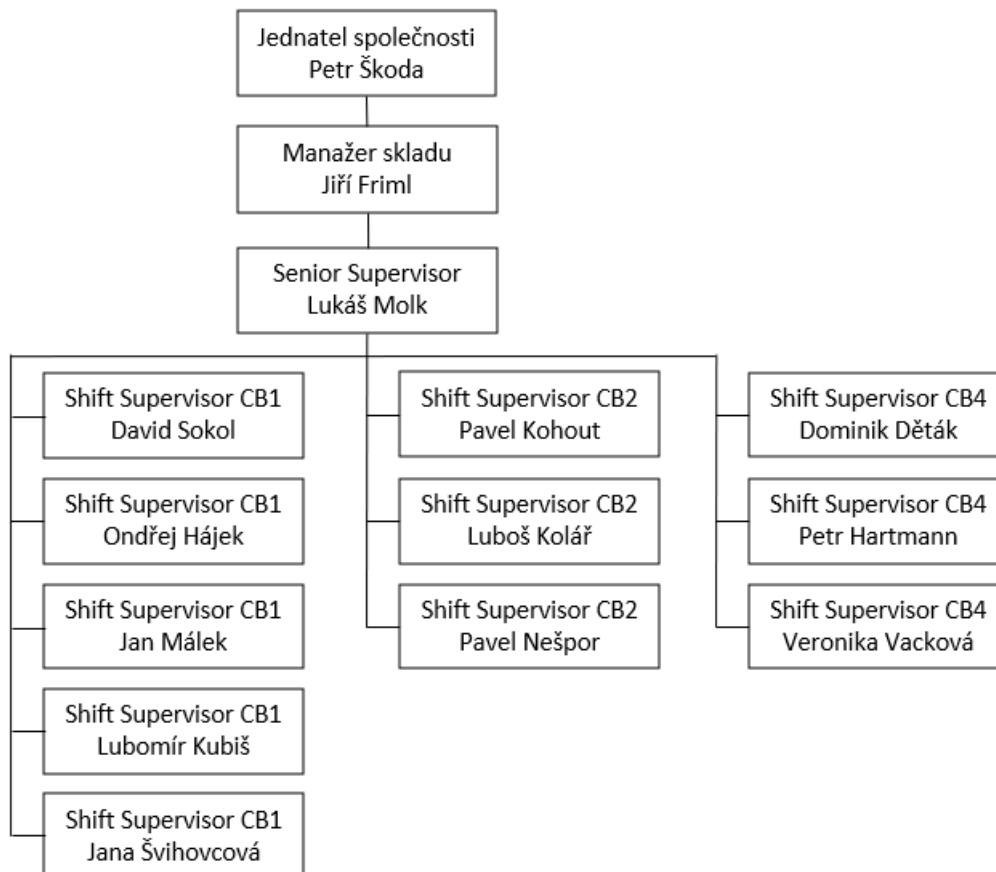 Jednatel společnosti
Petr Škoda
Manažer skladu
Jiří Friml
Senior Supervisor
Lukáš Molk
Shift Supervisor CB1
David Sokol
Shift Supervisor CB1
Ondřej Hájek
Shift Supervisor CB1
Jan Málek
Shift Supervisor CB1
Lubomír Kubiš
Shift Supervisor CB1
Jana Švihovcová
Shift Supervisor CB2
Pavel Kohout
Shift Supervisor CB2
Luboš Kolář
Shift Supervisor CB2
Pavel Nešpor
Shift Supervisor CB4
Dominik Děták
Shift Supervisor CB4
Petr Hartmann
Shift Supervisor CB4
Veronika Vacková